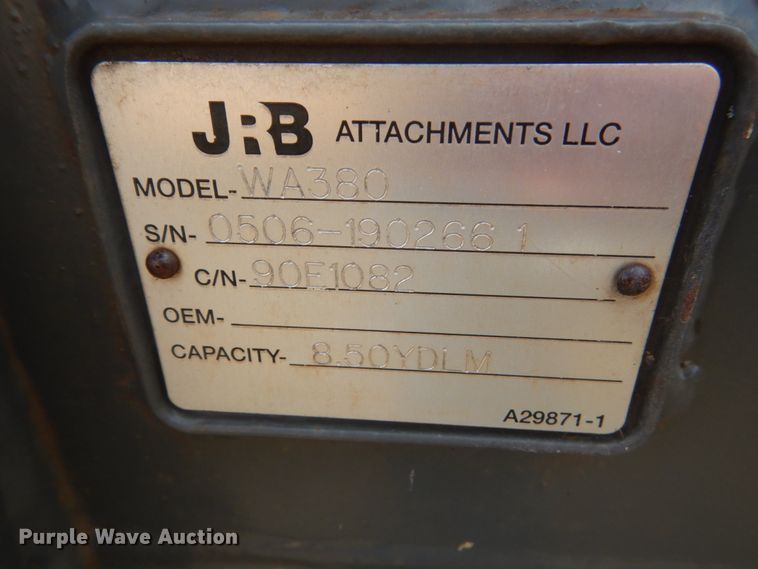 JRB ATTACHMENTS LLC
MODEL- WA380
S/N- 0506-190266 1
C/N- 90E1082
OEM-
CAPACITY- 8.50YDLM
A29871-1
Purple Wave Auction